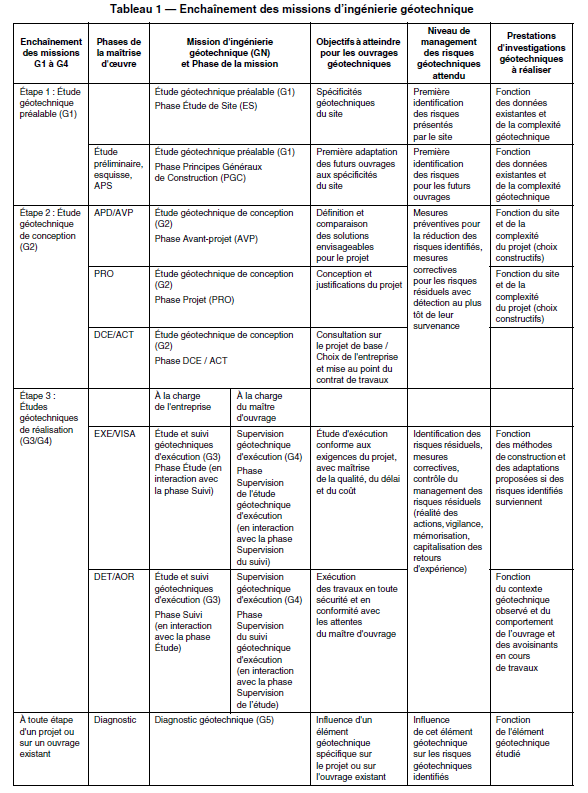 Tableau 1 — Enchaînement des missions d'ingénierie géotechnique
Enchaînement
des missions
G1 à G4
Phases de
la maîtrise
d'œuvre
Mission d'ingénierie
géotechnique (GN)
et Phase de la mission
Objectifs à atteindre
pour les ouvrages
géotechniques
Niveau de
management
des risques
géotechniques
attendu
Prestations
d'investigations
géotechniques
à réaliser
Étape 1 : Étude
géotechnique
préalable (G1)
Étude géotechnique préalable (G1)
Phase Étude de Site (ES)
Spécificités
géotechniques
du site
Première
identification
des risques
présentés
par le site
Fonction
des données
existantes et
de la complexité
géotechnique
Étude
préliminaire,
esquisse,
APS
Étude géotechnique préalable (G1)
Phase Principes Généraux
de Construction (PGC)
Première adaptation
des futurs ouvrages
aux spécificités
du site
Première
identification
des risques
pour les futurs
ouvrages
Fonction
des données
existantes et
de la complexité
géotechnique
Étape 2 : Étude
géotechnique
de conception
(G2)
APD/AVP
Étude géotechnique de conception
(G2)
Phase Avant-projet (AVP)
Définition et
comparaison
des solutions
envisageables
pour le projet
Mesures
préventives pour
la réduction des
risques identifiés,
mesures
correctives
pour les risques
résiduels avec
détection au plus
tôt de leur
survenance
Fonction du site
et de la
complexité
du projet (choix
constructifs)
PRO
Étude géotechnique de conception
(G2)
Phase Projet (PRO)
Conception et
justifications du projet
Fonction du site
et de la
complexité
du projet (choix
constructifs)
DCE/ACT
Étude géotechnique de conception
(G2)
Phase DCE / ACT
Consultation sur
le projet de base /
Choix de l'entreprise
et mise au point du
contrat de travaux
Étape 3 :
Études
géotechniques
de réalisation
(G3/G4)
À la charge
de l'entreprise
À la charge
du maître
d'ouvrage
EXE/VISA
Étude et suivi
géotechniques
d'exécution (G3)
Phase Étude (en
interaction avec
la phase Suivi)
Supervision
géotechnique
d'exécution (G4)
Phase
Supervision
de l'étude
géotechnique
d'exécution
(en interaction
avec la phase
Supervision
du suivi)
Étude d'exécution
conforme aux
exigences du projet,
avec maîtrise
de la qualité, du délai
et du coût
Identification des
risques résiduels,
mesures
correctives,
contrôle du
management des
risques résiduels
(réalité des
actions, vigilance,
mémorisation,
capitalisation des
retours
d'expérience)
Fonction
des méthodes
de construction et
des adaptations
proposées si des
risques identifiés
surviennent
DET/AOR
Étude et suivi
géotechniques
d'exécution (G3)
Phase Suivi
(en interaction
avec la phase
Étude)
Supervision
géotechnique
d'exécution (G4)
Phase
Supervision
du suivi
géotechnique
d'exécution
(en interaction
avec la phase
Supervision
de l'étude)
Exécution
des travaux en toute
sécurité et en
conformité avec
les attentes
du maître d'ouvrage
Fonction
du contexte
géotechnique
observé et du
comportement
de l'ouvrage et
des avoisinants
en cours
de travaux
À toute étape
d'un projet ou
sur un ouvrage
existant
Diagnostic
Diagnostic géotechnique (G5)
Influence d'un
élément
géotechnique
spécifique sur
le projet ou sur
l'ouvrage existant
Influence
de cet élément
géotechnique
sur les risques
géotechniques
identifiés
Fonction
de l'élément
géotechnique
étudié